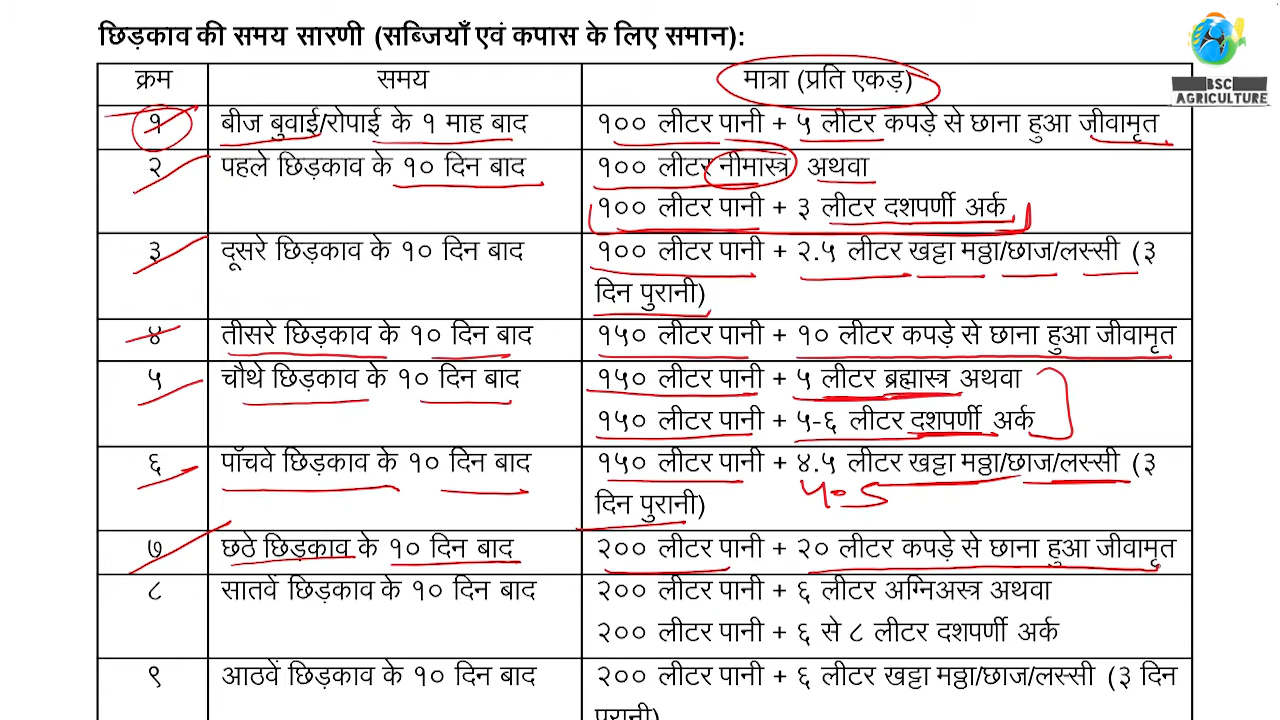 छिड़काव की समय सारणी (सब्जियाँ एवं कपास के लिए समान):
क्रम समय मात्रा (प्रति एकड़)
१ बीज बुवाई/रोपाई के १ माह बाद १०० लीटर पानी + ५ लीटर कपड़े से छाना हुआ जीवामृत
२ पहले छिड़काव के १० दिन बाद १०० लीटर नीमास्त्र अथवा
१०० लीटर पानी + ३ लीटर दशपर्णी अर्क
३ दूसरे छिड़काव के १० दिन बाद १०० लीटर पानी + २.५ लीटर खट्टा मठ्ठा/छाज/लस्सी (३
दिन पुरानी)
४ तीसरे छिड़काव के १० दिन बाद १५० लीटर पानी + १० लीटर कपड़े से छाना हुआ जीवामृत
५ चौथे छिड़काव के १० दिन बाद १५० लीटर पानी + ५ लीटर ब्रह्मास्त्र अथवा
१५० लीटर पानी + ५-६ लीटर दशपर्णी अर्क
६ पाँचवे छिड़काव के १० दिन बाद १५० लीटर पानी + ४.५ लीटर खट्टा मठ्ठा/छाज/लस्सी (३
दिन पुरानी)
७ छठे छिड़काव के १० दिन बाद २०० लीटर पानी + २० लीटर कपड़े से छाना हुआ जीवामृत
८ सातवें छिड़काव के १० दिन बाद २०० लीटर पानी + ६ लीटर अग्निअस्त्र अथवा
२०० लीटर पानी + ६ से ८ लीटर दशपर्णी अर्क
९ आठवें छिड़काव के १० दिन बाद २०० लीटर पानी + ६ लीटर खट्टा मठ्ठा/छाज/लस्सी (३ दिन
पुरानी)
BSC
AGRICULTURE